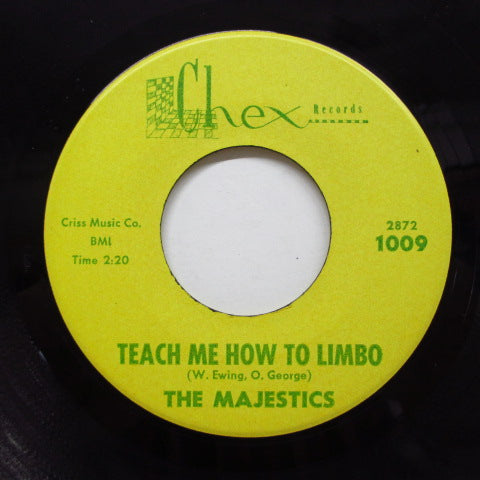 Chex Records
Criss Music Co.
BMI
Time 2:20
2872
1009
TEACH ME HOW TO LIMBO
(W. Ewing, O. George)
THE MAJESTICS